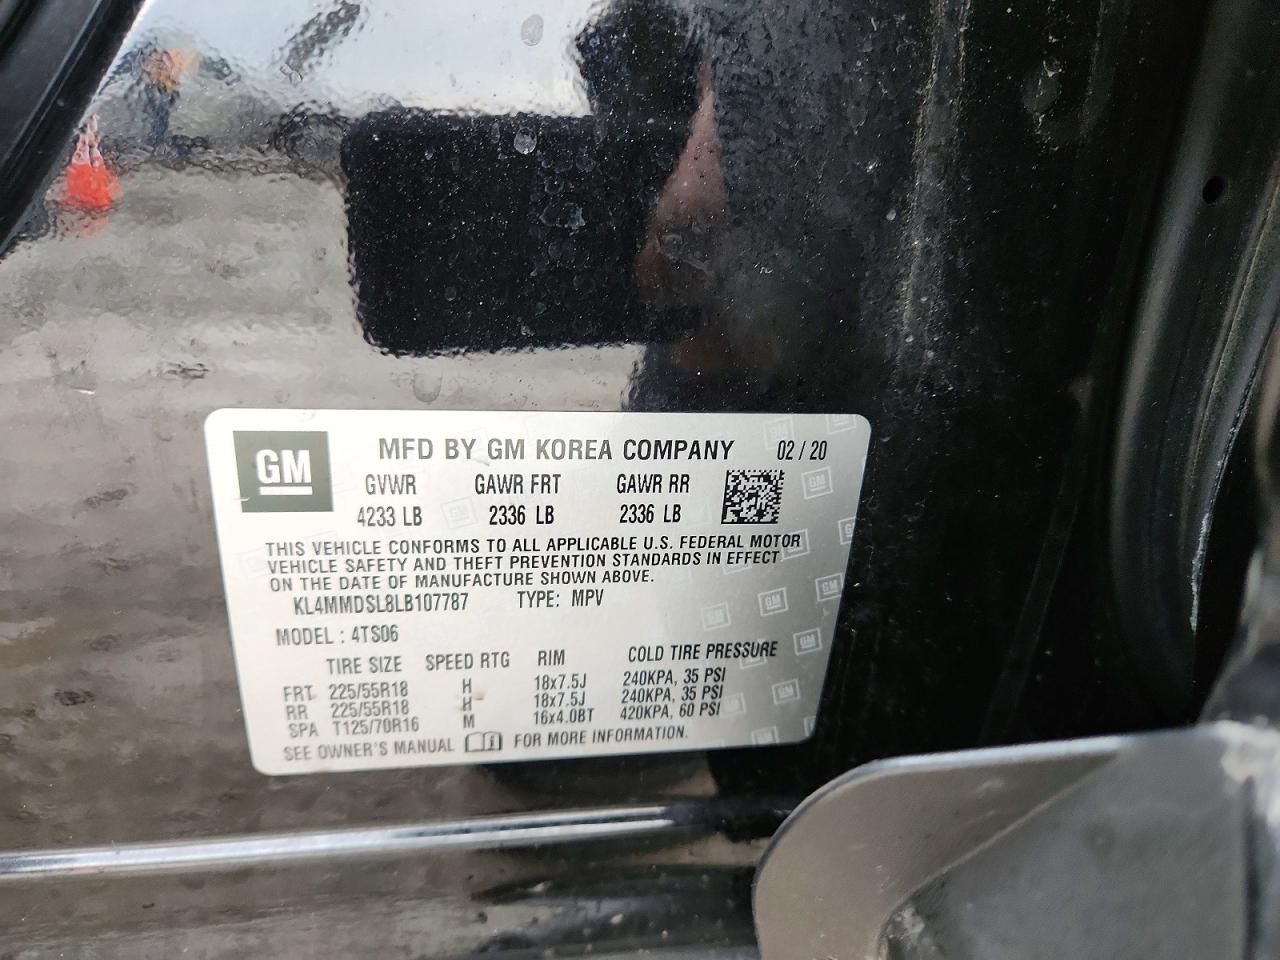 GM
MFD BY GM KOREA COMPANY 02 / 20
GVWR GAWR FRT GAWR RR
4233 LB 2336 LB 2336 LB
THIS VEHICLE CONFORMS TO ALL APPLICABLE U.S. FEDERAL MOTOR
VEHICLE SAFETY AND THEFT PREVENTION STANDARDS IN EFFECT
ON THE DATE OF MANUFACTURE SHOWN ABOVE.
KL4MMDSL8LB107787 TYPE: MPV
MODEL : 4TS06
TIRE SIZE SPEED RTG RIM COLD TIRE PRESSURE
FRT 225/55R18 H 18x7.5J 240KPA, 35 PSI
RR 225/55R18 H 18x7.5J 240KPA, 35 PSI
SPA T125/70R16 M 16x4.0BT 420KPA, 60 PSI
SEE OWNER'S MANUAL FOR MORE INFORMATION.